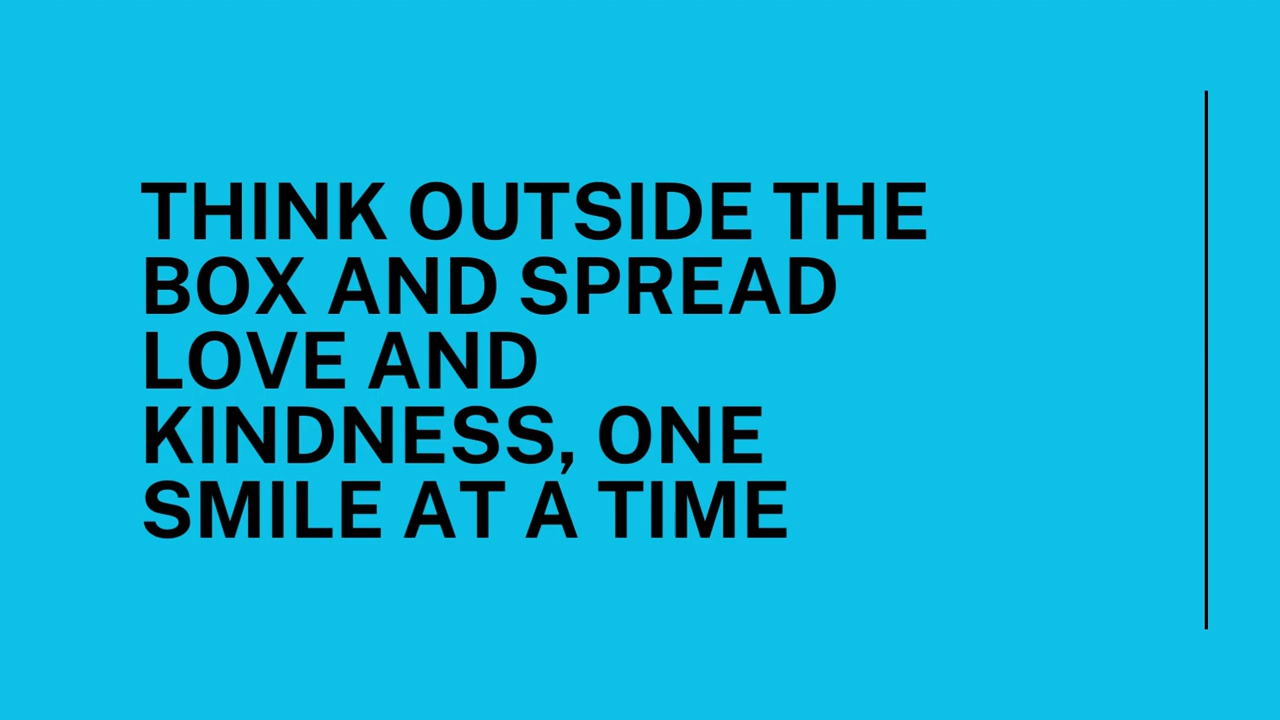 THINK OUTSIDE THE
BOX AND SPREAD
LOVE AND
KINDNESS, ONE
SMILE AT A TIME